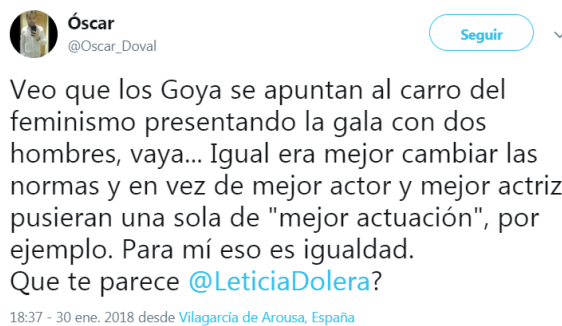 Óscar
@Oscar_Doval
Seguir
Veo que los Goya se apuntan al carro del
feminismo presentando la gala con dos
hombres, vaya... Igual era mejor cambiar las
normas y en vez de mejor actor y mejor actriz
pusieran una sola de "mejor actuación", por
ejemplo. Para mí eso es igualdad.
Que te parece @LeticiaDolera?
18:37 - 30 ene. 2018 desde Vilagarcía de Arousa, España